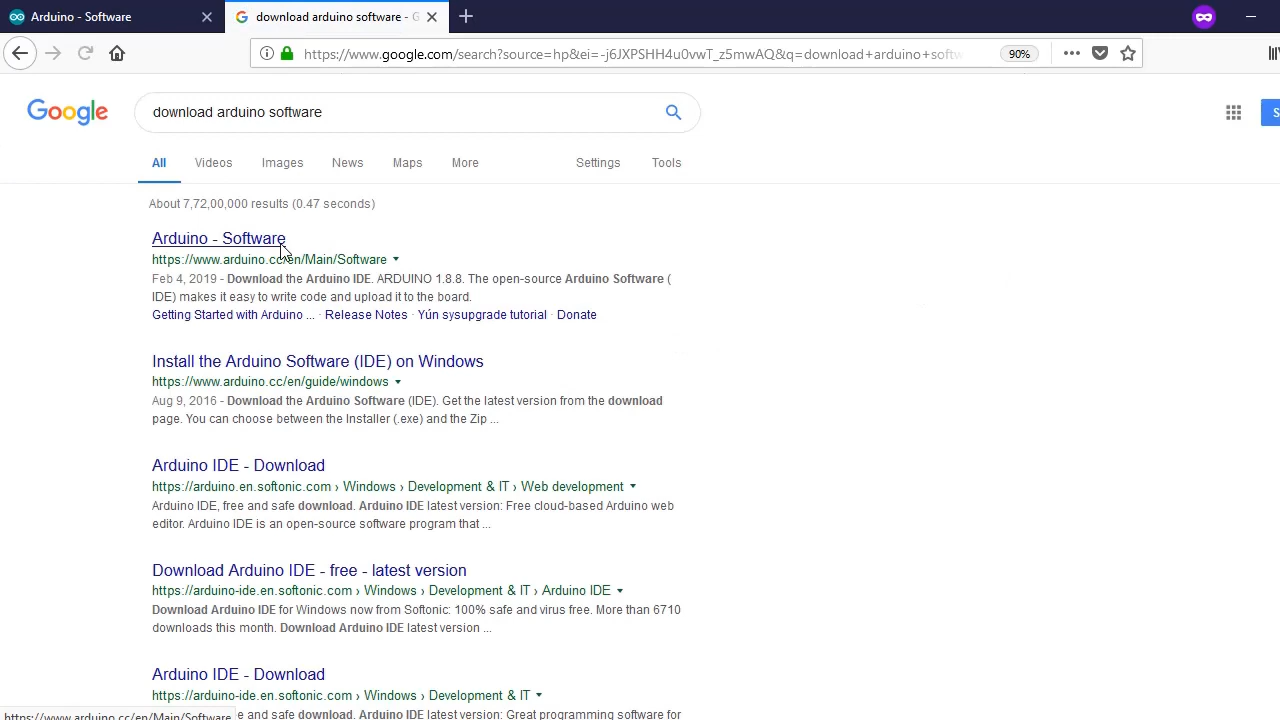 Arduino - Software
download arduino software - G
https://www.google.com/search?source=hp&ei=-j6JXPSHH4u0vwT_z5mwAQ&q=download+arduino+softw
90%
Google
download arduino software
S
All Videos Images News Maps More Settings Tools
About 7,72,00,000 results (0.47 seconds)
Arduino - Software
https://www.arduino.cc/en/Main/Software
Feb 4, 2019 - Download the Arduino IDE. ARDUINO 1.8.8. The open-source Arduino Software (
IDE) makes it easy to write code and upload it to the board.
Getting Started with Arduino ... · Release Notes · Yún sysupgrade tutorial · Donate
Install the Arduino Software (IDE) on Windows
https://www.arduino.cc/en/guide/windows
Aug 9, 2016 - Download the Arduino Software (IDE). Get the latest version from the download
page. You can choose between the Installer (.exe) and the Zip ...
Arduino IDE - Download
https://arduino.en.softonic.com › Windows › Development & IT › Web development
Arduino IDE, free and safe download. Arduino IDE latest version: Free cloud-based Arduino web
editor. Arduino IDE is an open-source software program that ...
Download Arduino IDE - free - latest version
https://arduino-ide.en.softonic.com › Windows › Development & IT › Arduino IDE
Download Arduino IDE for Windows now from Softonic: 100% safe and virus free. More than 6710
downloads this month. Download Arduino IDE latest version ...
Arduino IDE - Download
https://arduino-ide.en.softonic.com › Windows › Development & IT
e and safe download. Arduino IDE latest version: Great programming software for
https://www.arduino.cc/en/Main/Software